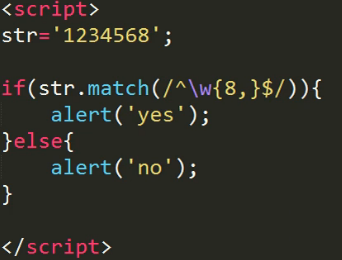 <script>
str='1234568';
if(str.match(/^\w{8,}$/)){
alert('yes');
}else{
alert('no');
}
</script>